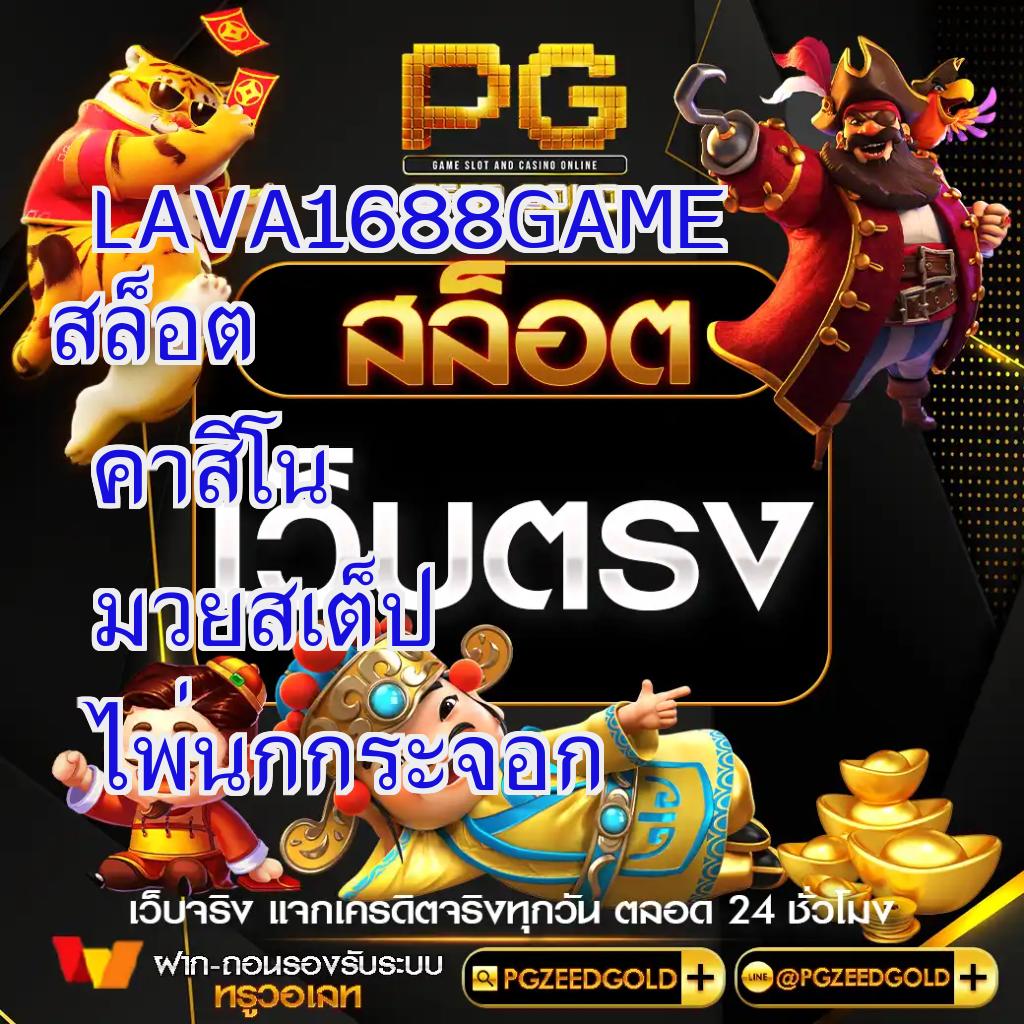 PG
GAME SLOT AND CASINO ONLINE
LAVA1688GAME
สล็อต
สล็อต
คาสิโน
เว็บตรง
มวยสเต็ป
ไพ่นกกระจอก
เว็บจริง แจกเครดิตจริงทุกวัน ตลอด 24 ชั่วโมง
ฝาก-ถอนรองรับระบบ
ทรูวอเลท
PGZEEDGOLD +
LINE @PGZEEDGOLD +